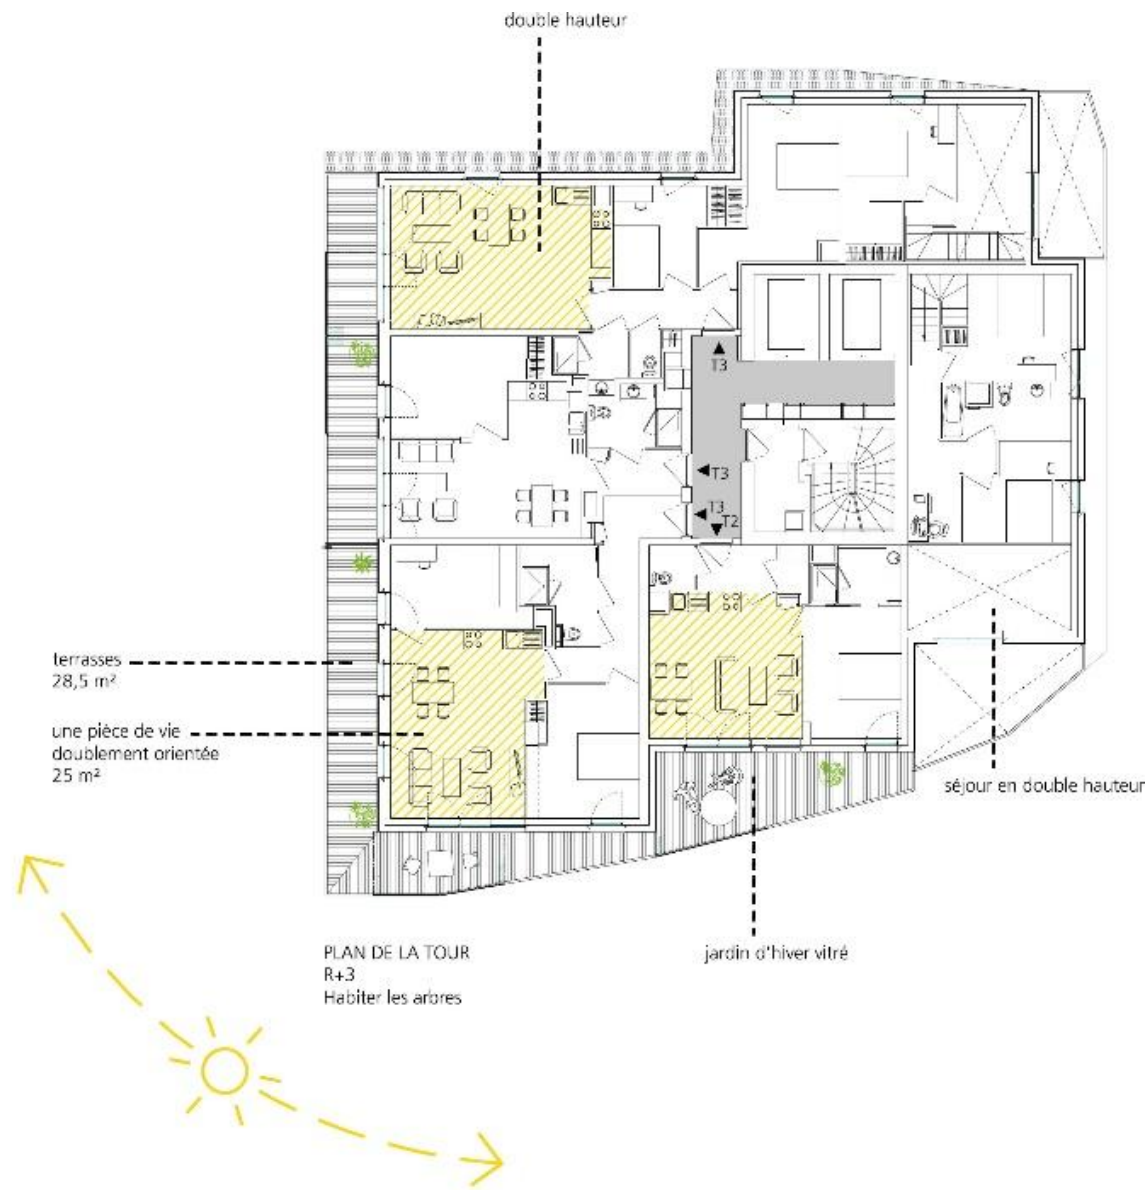 double hauteur
T3
T3
T3
T2
terrasses
28,5 m²
une pièce de vie
doublement orientée
25 m²
séjour en double hauteur
jardin d'hiver vitré
PLAN DE LA TOUR
R+3
Habiter les arbres